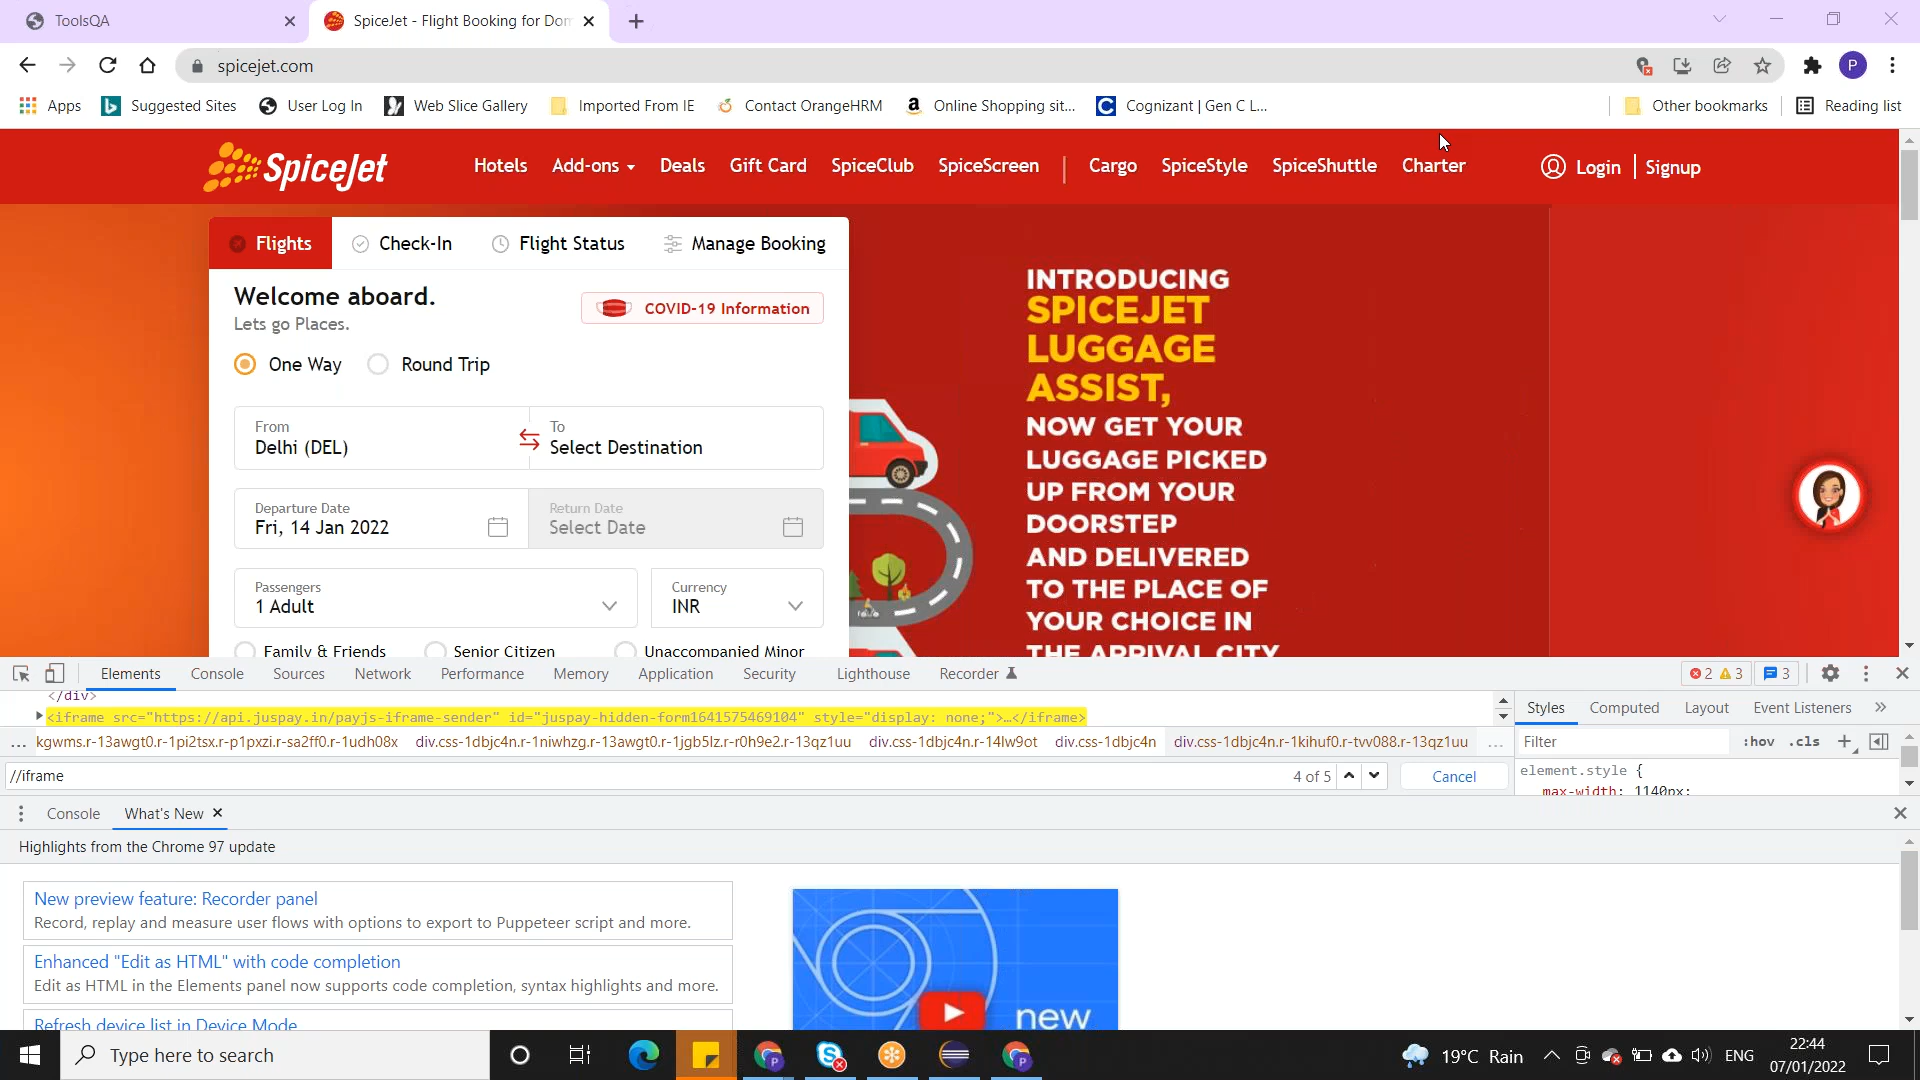 ToolsQA
SpiceJet - Flight Booking for Dom
spicejet.com
P
Apps
Suggested Sites
User Log In
Web Slice Gallery
Imported From IE
Contact OrangeHRM
Online Shopping sit...
Cognizant | Gen C L...
Other bookmarks
Reading list
SpiceJet
Hotels
Add-ons
Deals
Gift Card
SpiceClub
SpiceScreen
Cargo
SpiceStyle
SpiceShuttle
Charter
Login
Signup
Flights
Check-In
Flight Status
Manage Booking
Welcome aboard.
Lets go Places.
COVID-19 Information
One Way
Round Trip
From
Delhi (DEL)
To
Select Destination
Departure Date
Fri, 14 Jan 2022
Return Date
Select Date
Passengers
1 Adult
Currency
INR
Family & Friends
Senior Citizen
Unaccompanied Minor
INTRODUCING
SPICEJET
LUGGAGE
ASSIST,
NOW GET YOUR
LUGGAGE PICKED
UP FROM YOUR
DOORSTEP
AND DELIVERED
TO THE PLACE OF
YOUR CHOICE IN
THE ARRIVAL CITY
Elements
Console
Sources
Network
Performance
Memory
Application
Security
Lighthouse
Recorder
2
3
3
</div>
<iframe src="https://api.juspay.in/payjs-iframe-sender" id="juspay-hidden-form1641575469104" style="display: none;">…</iframe>
... kgwms.r-13awgt0.r-1pi2tsx.r-p1pxzi.r-sa2ff0.r-1udh08x div.css-1dbjc4n.r-1niwhzg.r-13awgt0.r-1jgb5lz.r-r0h9e2.r-13qz1uu div.css-1dbjc4n.r-14lw9ot div.css-1dbjc4n div.css-1dbjc4n.r-1kihuf0.r-tvv088.r-13qz1uu ...
//iframe
4 of 5
Cancel
Styles
Computed
Layout
Event Listeners
Filter
:hov
.cls
element.style {
max-width: 1140px;
Console
What's New
Highlights from the Chrome 97 update
New preview feature: Recorder panel
Record, replay and measure user flows with options to export to Puppeteer script and more.
Enhanced "Edit as HTML" with code completion
Edit as HTML in the Elements panel now supports code completion, syntax highlights and more.
Refresh device list in Device Mode
new
Type here to search
19°C Rain
ENG
22:44
07/01/2022